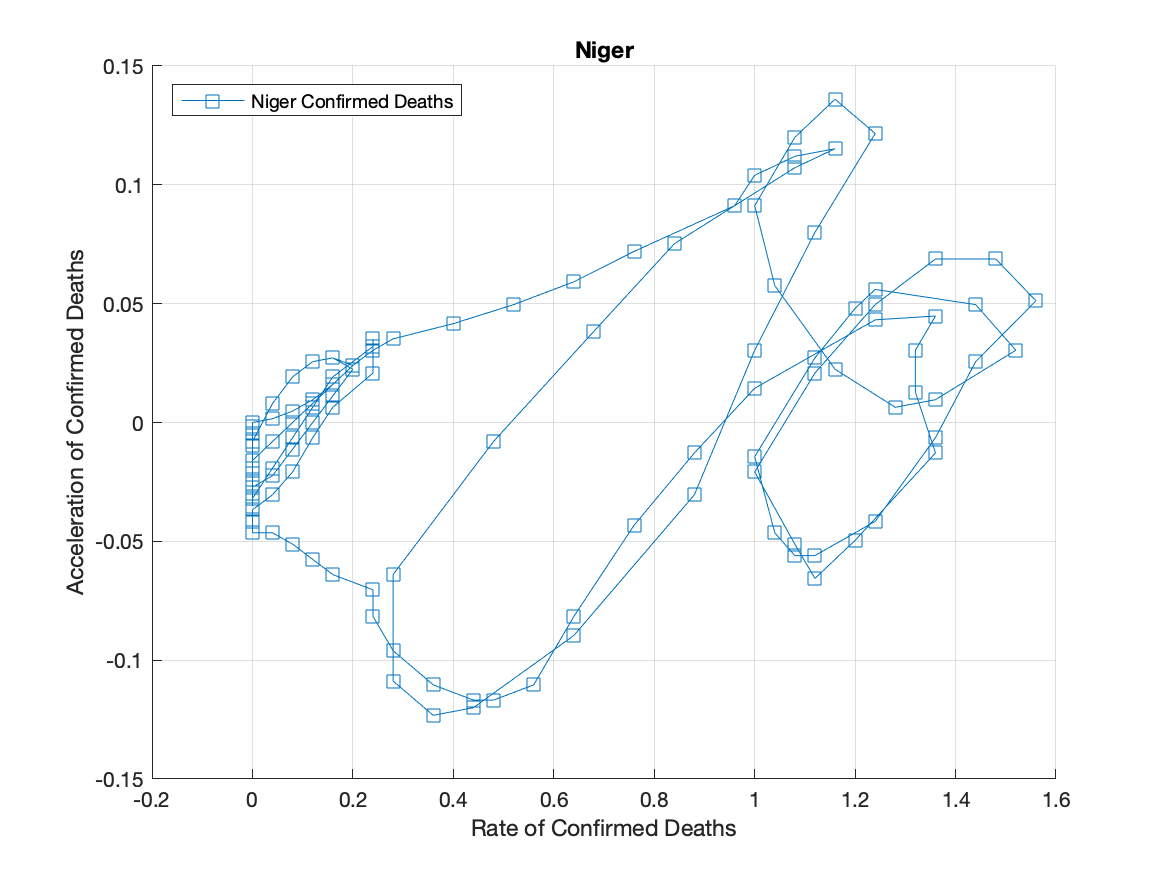 Niger
0.15
Niger Confirmed Deaths
0.1
0.05
0
-0.05
-0.1
-0.15
Acceleration of Confirmed Deaths
-0.2 0 0.2 0.4 0.6 0.8 1 1.2 1.4 1.6
Rate of Confirmed Deaths